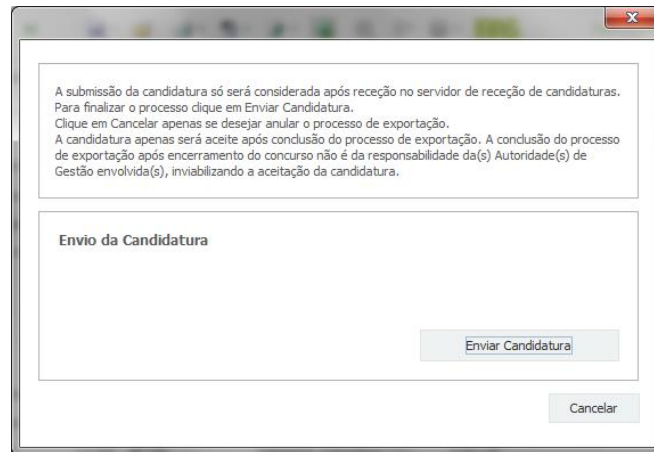 A submissão da candidatura só será considerada após receção no servidor de receção de candidaturas.
Para finalizar o processo clique em Enviar Candidatura.
Clique em Cancelar apenas se desejar anular o processo de exportação.
A candidatura apenas será aceite após conclusão do processo de exportação. A conclusão do processo
de exportação após encerramento do concurso não é da responsabilidade da(s) Autoridade(s) de
Gestão envolvida(s), inviabilizando a aceitação da candidatura.
Envio da Candidatura
Enviar Candidatura
Cancelar